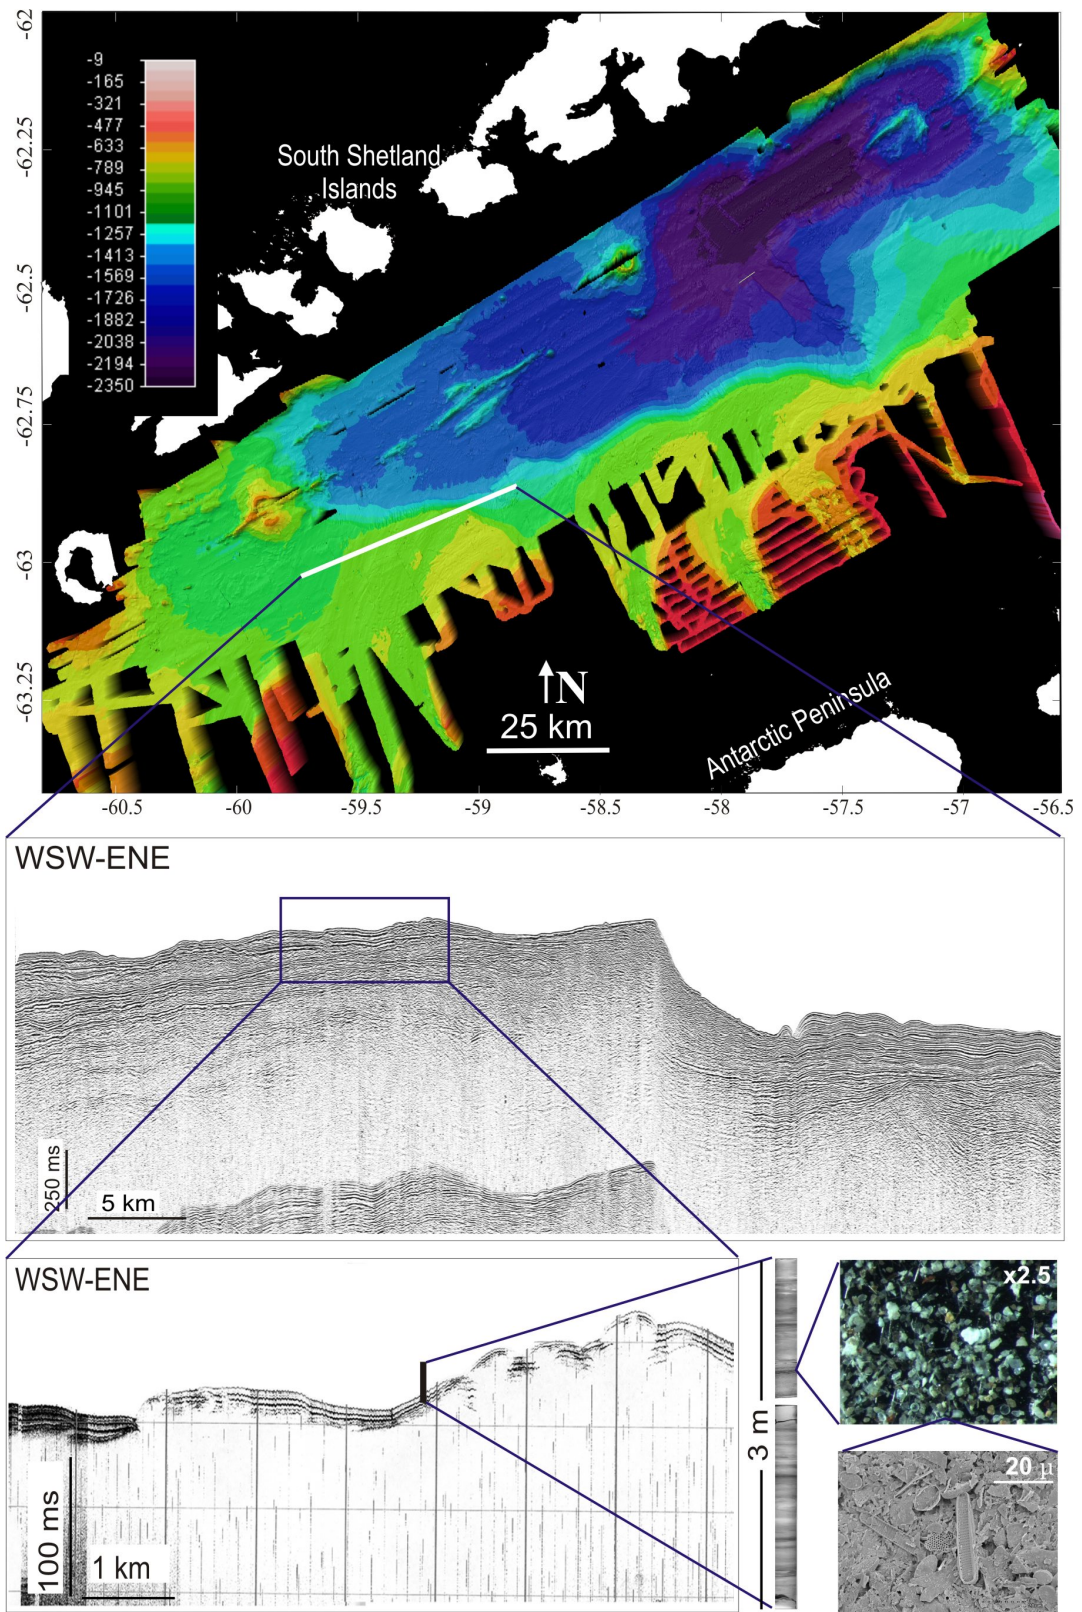 -62
-62.25
-62.5
-62.75
-63
-63.25
-9
-165
-321
-477
-633
-789
-945
-1101
-1257
-1413
-1569
-1726
-1882
-2038
-2194
-2350
South Shetland
Islands
N
25 km
Antarctic Peninsula
-60.5
-60
-59.5
-59
-58.5
-58
-57.5
-57
-56.5
WSW-ENE
250 ms
5 km
WSW-ENE
100 ms
1 km
3 m
x2.5
20 µ